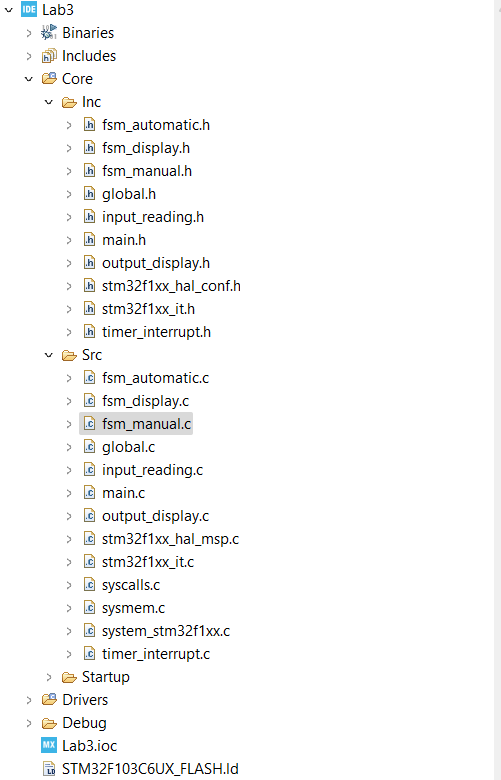 IDE Lab3
Binaries
Includes
Core
Inc
.h fsm_automatic.h
.h fsm_display.h
.h fsm_manual.h
.h global.h
.h input_reading.h
.h main.h
.h output_display.h
.h stm32f1xx_hal_conf.h
.h stm32f1xx_it.h
.h timer_interrupt.h
Src
.c fsm_automatic.c
.c fsm_display.c
.c fsm_manual.c
.c global.c
.c input_reading.c
.c main.c
.c output_display.c
.c stm32f1xx_hal_msp.c
.c stm32f1xx_it.c
.c syscalls.c
.c sysmem.c
.c system_stm32f1xx.c
.c timer_interrupt.c
Startup
Drivers
Debug
MX Lab3.ioc
LD STM32F103C6UX_FLASH.ld